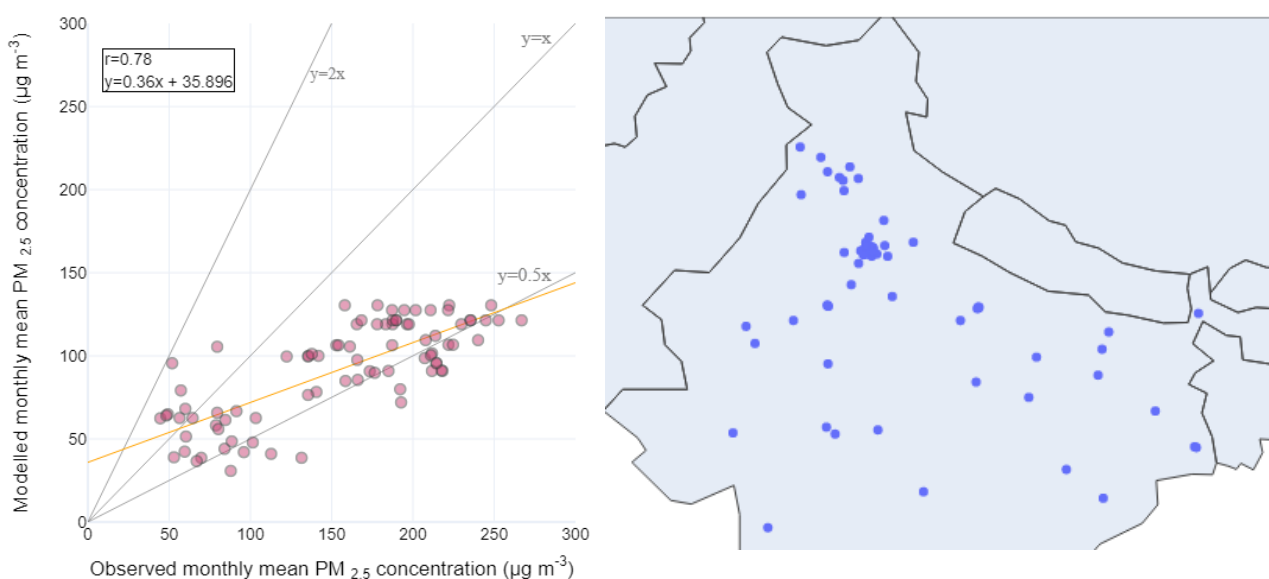 300
250
200
150
100
50
0
Modelled monthly mean PM 2.5 concentration (µg m⁻³)
r=0.78
y=0.36x + 35.896
y=2x
y=x
y=0.5x
0 50 100 150 200 250 300
Observed monthly mean PM 2.5 concentration (µg m⁻³)